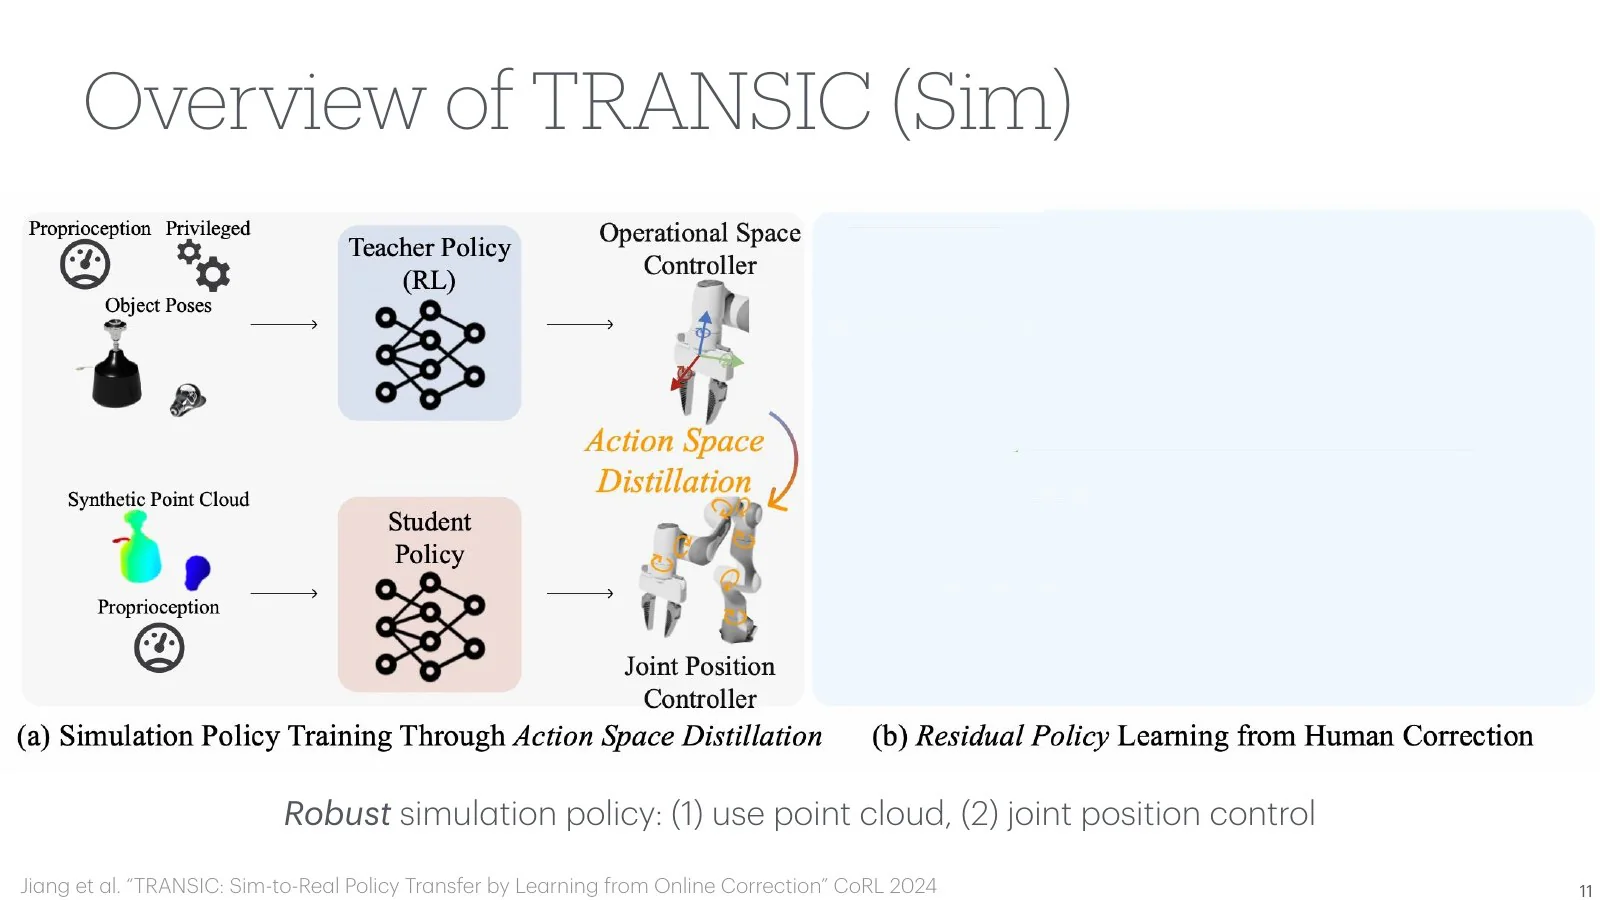 Overview of TRANSIC (Sim)
Proprioception
Privileged
Object Poses
Teacher Policy
(RL)
Operational Space
Controller
Action Space
Distillation
Synthetic Point Cloud
Proprioception
Student
Policy
Joint Position
Controller
(a) Simulation Policy Training Through Action Space Distillation
(b) Residual Policy Learning from Human Correction
Robust simulation policy: (1) use point cloud, (2) joint position control
Jiang et al. “TRANSIC: Sim-to-Real Policy Transfer by Learning from Online Correction” CoRL 2024
11